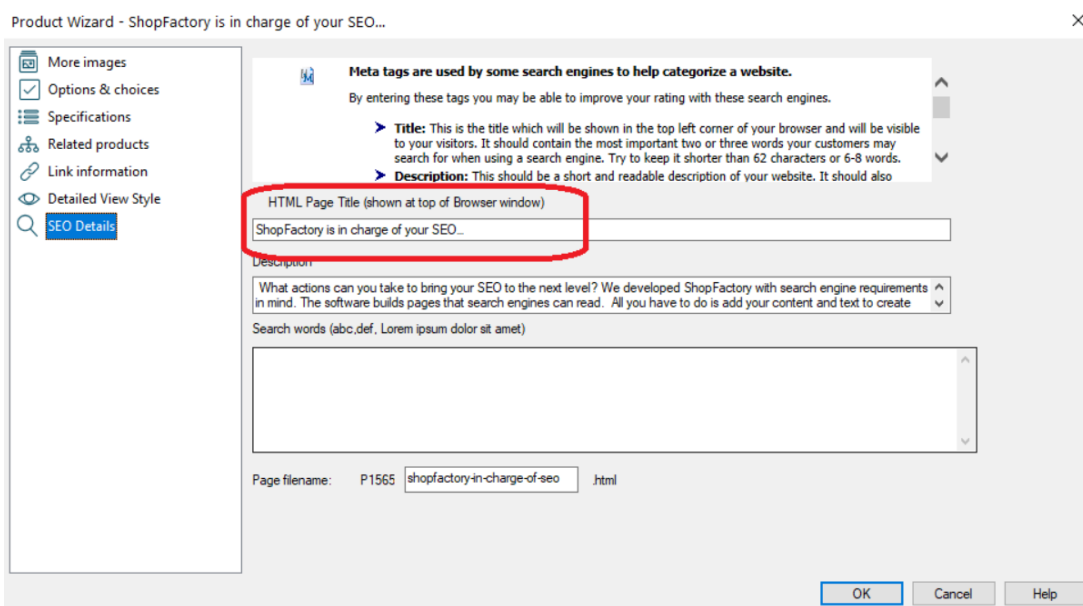 Product Wizard - ShopFactory is in charge of your SEO...
More images
Options & choices
Specifications
Related products
Link information
Detailed View Style
SEO Details
Meta tags are used by some search engines to help categorize a website.
By entering these tags you may be able to improve your rating with these search engines.
Title: This is the title which will be shown in the top left corner of your browser and will be visible
to your visitors. It should contain the most important two or three words your customers may
search for when using a search engine. Try to keep it shorter than 62 characters or 6-8 words.
Description: This should be a short and readable description of your website. It should also
HTML Page Title (shown at top of Browser window)
ShopFactory is in charge of your SEO...
Description
What actions can you take to bring your SEO to the next level? We developed ShopFactory with search engine requirements
in mind. The software builds pages that search engines can read. All you have to do is add your content and text to create
Search words (abc,def, Lorem ipsum dolor sit amet)
Page filename: P1565 shopfactory-in-charge-of-seo .html
OK Cancel Help